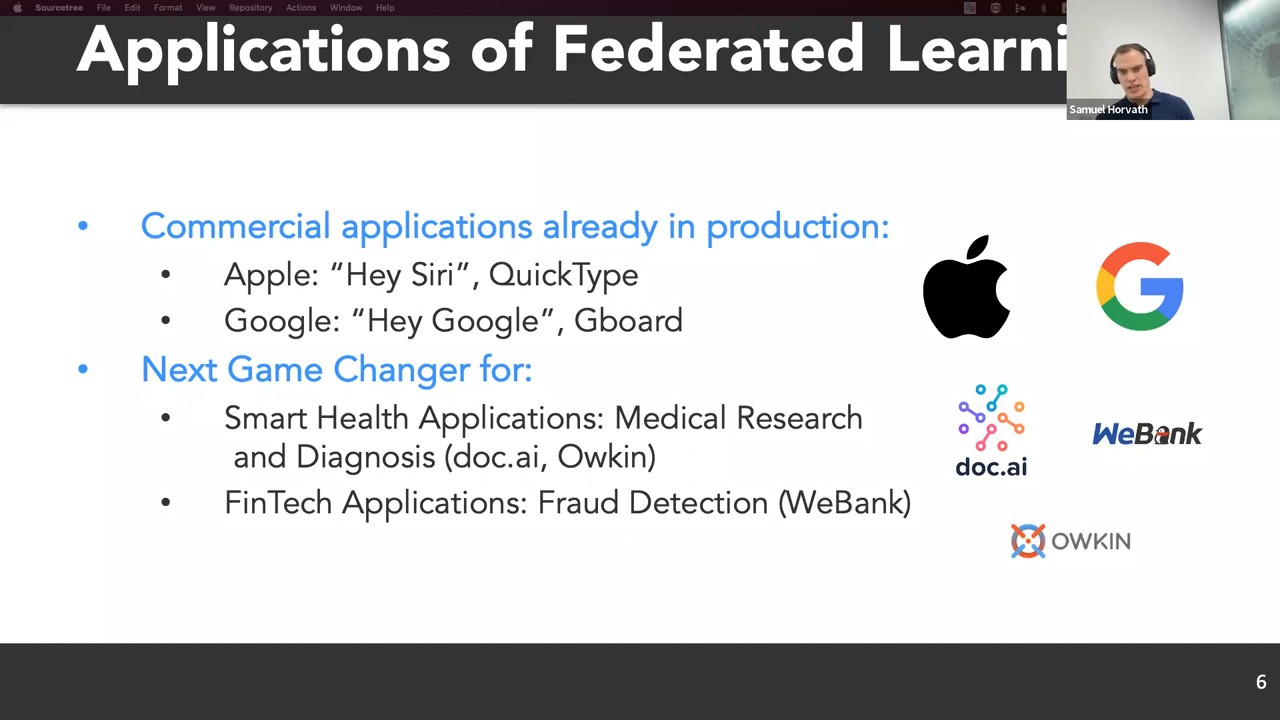 Sourcetree File Edit Format View Repository Actions Window Help
Applications of Federated Learni
Samuel Horvath
• Commercial applications already in production:
• Apple: “Hey Siri”, QuickType
• Google: “Hey Google”, Gboard
• Next Game Changer for:
• Smart Health Applications: Medical Research
and Diagnosis (doc.ai, Owkin)
• FinTech Applications: Fraud Detection (WeBank)
doc.ai
WeBank
OWKIN
6